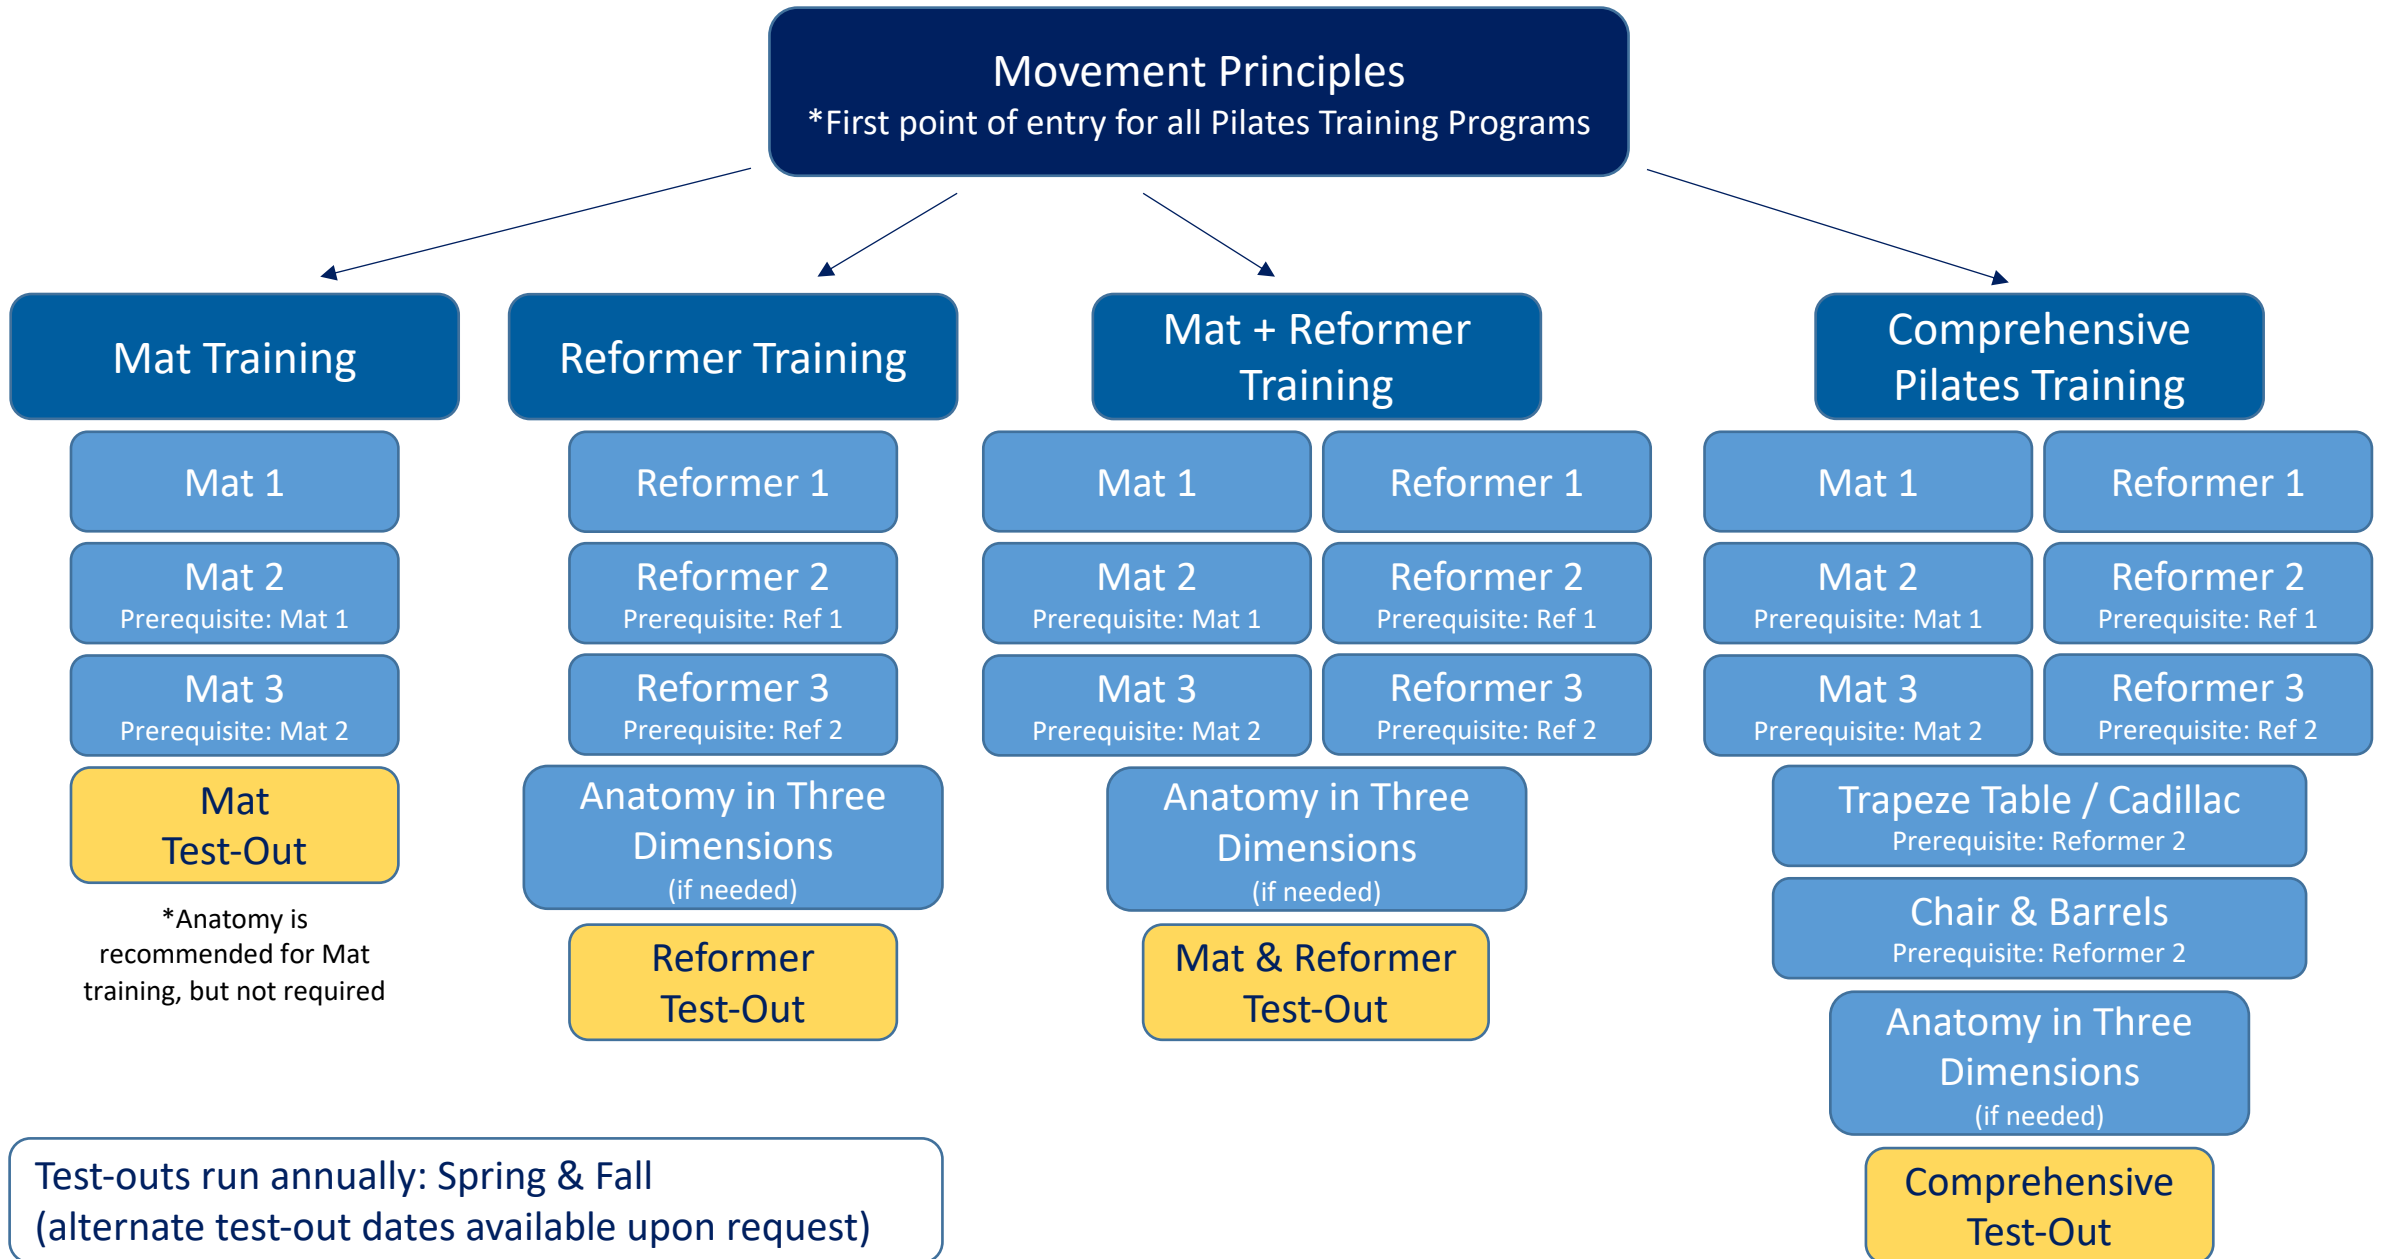 Movement Principles
*First point of entry for all Pilates Training Programs
Mat Training
Mat 1
Mat 2
Prerequisite: Mat 1
Mat 3
Prerequisite: Mat 2
Mat
Test-Out
*Anatomy is
recommended for Mat
training, but not required
Reformer Training
Reformer 1
Reformer 2
Prerequisite: Ref 1
Reformer 3
Prerequisite: Ref 2
Anatomy in Three
Dimensions
(if needed)
Reformer
Test-Out
Mat + Reformer
Training
Mat 1
Reformer 1
Mat 2
Prerequisite: Mat 1
Reformer 2
Prerequisite: Ref 1
Mat 3
Prerequisite: Mat 2
Reformer 3
Prerequisite: Ref 2
Anatomy in Three
Dimensions
(if needed)
Mat & Reformer
Test-Out
Comprehensive
Pilates Training
Mat 1
Reformer 1
Mat 2
Prerequisite: Mat 1
Reformer 2
Prerequisite: Ref 1
Mat 3
Prerequisite: Mat 2
Reformer 3
Prerequisite: Ref 2
Trapeze Table / Cadillac
Prerequisite: Reformer 2
Chair & Barrels
Prerequisite: Reformer 2
Anatomy in Three
Dimensions
(if needed)
Comprehensive
Test-Out
Test-outs run annually: Spring & Fall
(alternate test-out dates available upon request)